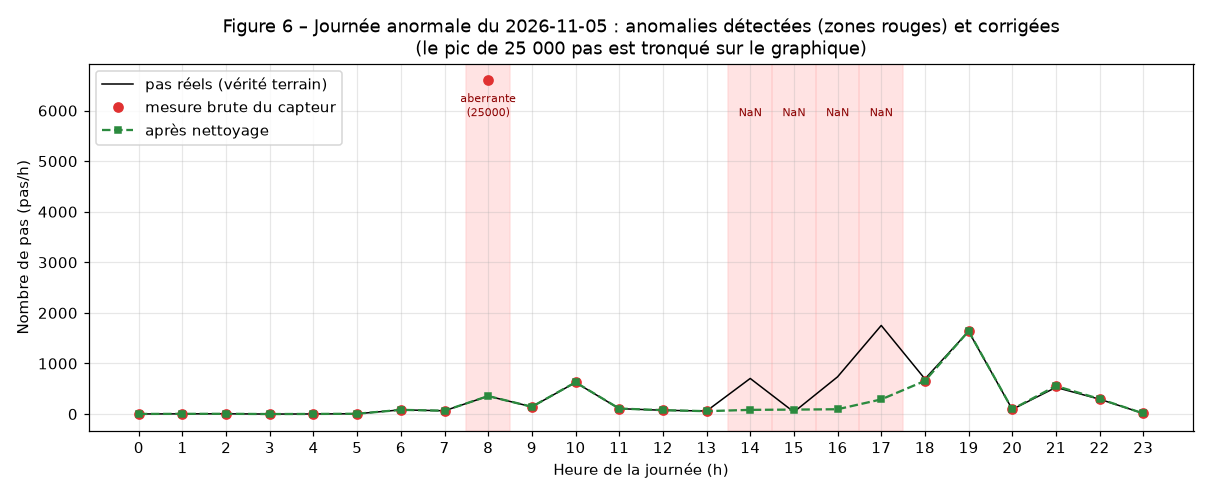 Figure 6 – Journée anormale du 2026-11-05 : anomalies détectées (zones rouges) et corrigées
(le pic de 25 000 pas est tronqué sur le graphique)
pas réels (vérité terrain)
mesure brute du capteur
après nettoyage
aberrante
(25000)
NaN NaN NaN NaN
Nombre de pas (pas/h)
6000
5000
4000
3000
2000
1000
0
0 1 2 3 4 5 6 7 8 9 10 11 12 13 14 15 16 17 18 19 20 21 22 23
Heure de la journée (h)